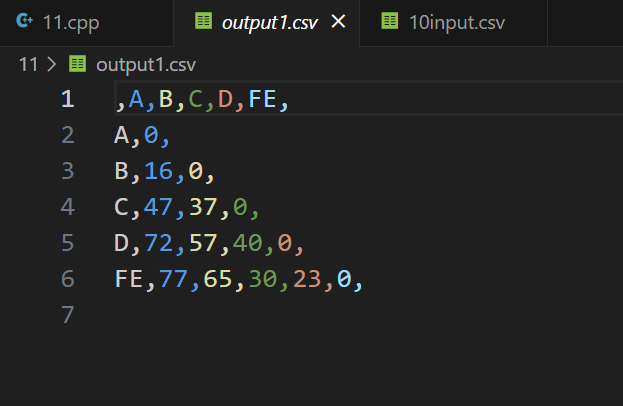 11.cpp output1.csv × 10input.csv
11 > output1.csv
1 ,A,B,C,D,FE,
2 A,0,
3 B,16,0,
4 C,47,37,0,
5 D,72,57,40,0,
6 FE,77,65,30,23,0,
7